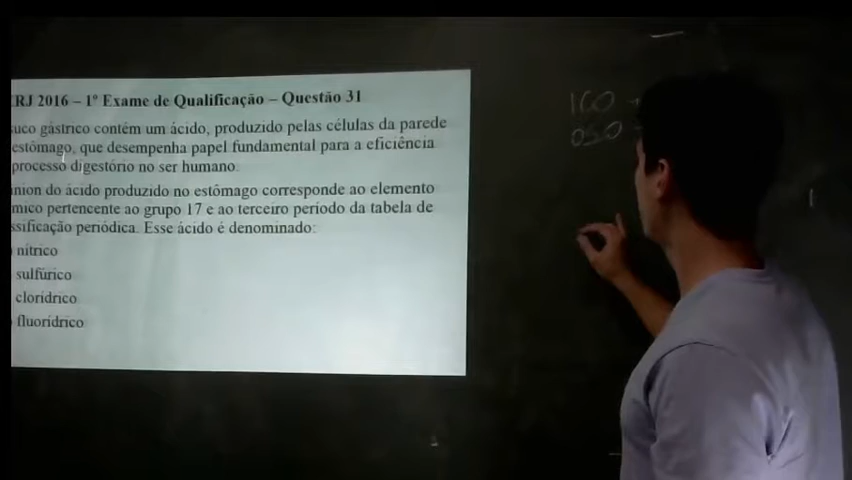 RJ 2016 – 1º Exame de Qualificação – Questão 31
uco gástrico contém um ácido, produzido pelas células da parede
estômago, que desempenha papel fundamental para a eficiência
processo digestório no ser humano.
nion do ácido produzido no estômago corresponde ao elemento
mico pertencente ao grupo 17 e ao terceiro período da tabela de
ssificação periódica. Esse ácido é denominado:
nítrico
sulfúrico
clorídrico
fluorídrico
ICO
OSO